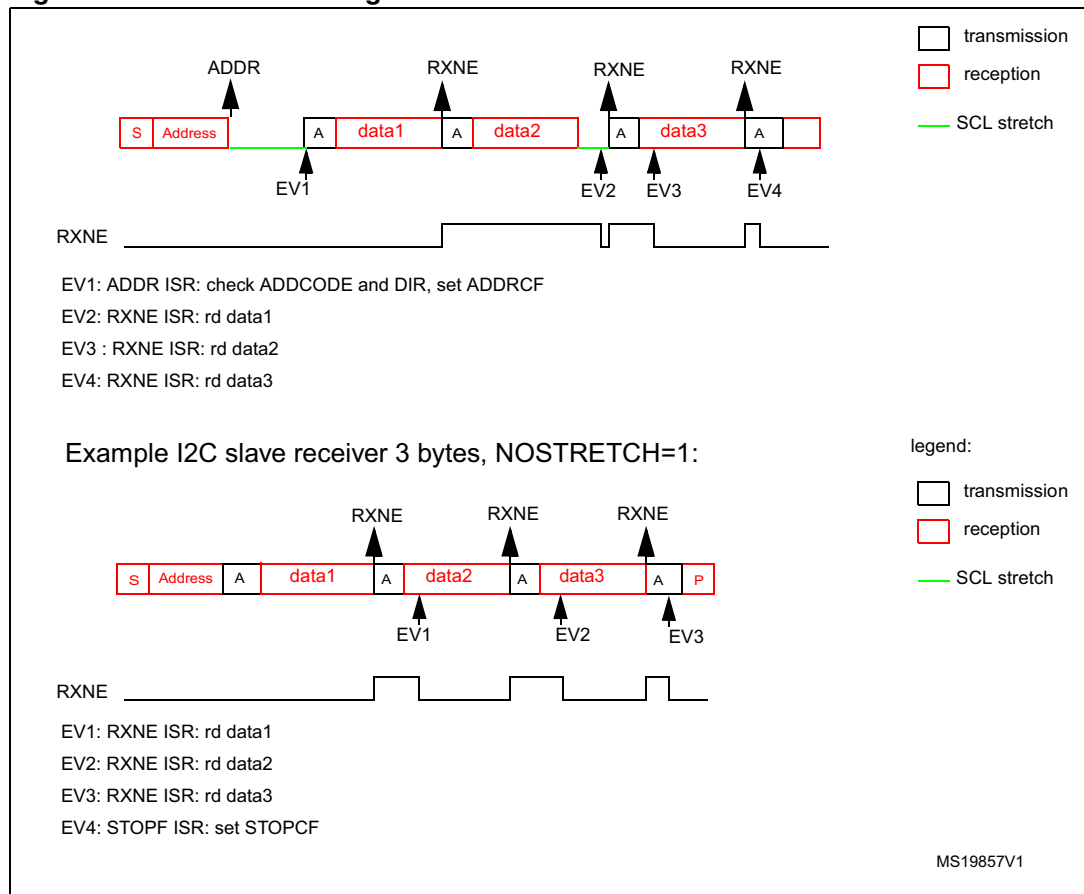 transmission
ADDR RXNE RXNE RXNE
reception
S Address A data1 A data2 A data3 A
SCL stretch
EV1 EV2 EV3 EV4
RXNE
EV1: ADDR ISR: check ADDCODE and DIR, set ADDRCF
EV2: RXNE ISR: rd data1
EV3 : RXNE ISR: rd data2
EV4: RXNE ISR: rd data3
Example I2C slave receiver 3 bytes, NOSTRETCH=1:
legend:
transmission
RXNE RXNE RXNE
reception
S Address A data1 A data2 A data3 A P
SCL stretch
EV1 EV2 EV3
RXNE
EV1: RXNE ISR: rd data1
EV2: RXNE ISR: rd data2
EV3: RXNE ISR: rd data3
EV4: STOPF ISR: set STOPCF
MS19857V1